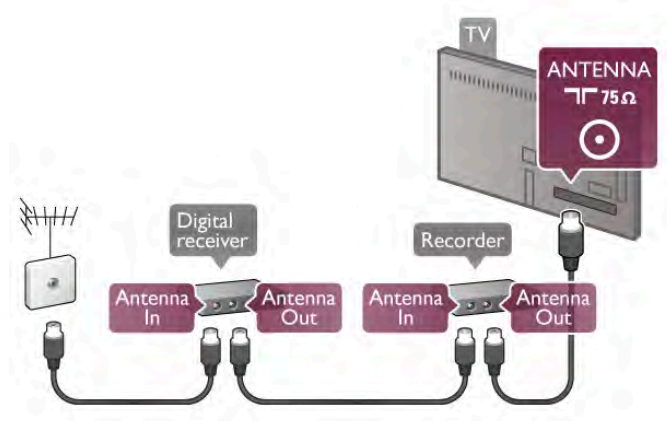 TV
ANTENNA
75Ω
Digital
receiver
Recorder
Antenna
In
Antenna
Out
Antenna
In
Antenna
Out